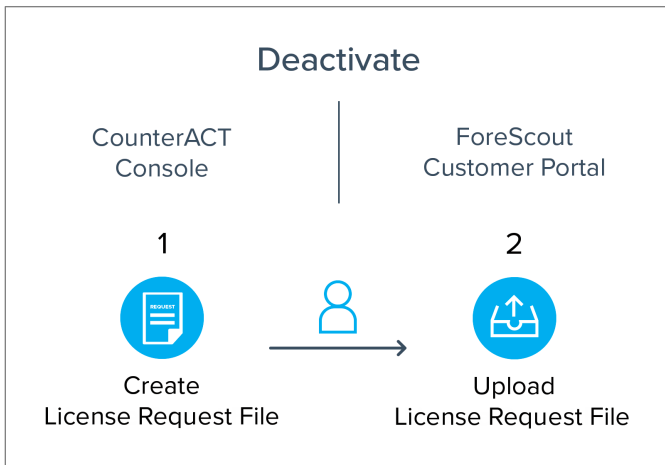 Deactivate
CounterACT
Console
ForeScout
Customer Portal
1
2
REQUEST
Create
License Request File
Upload
License Request File